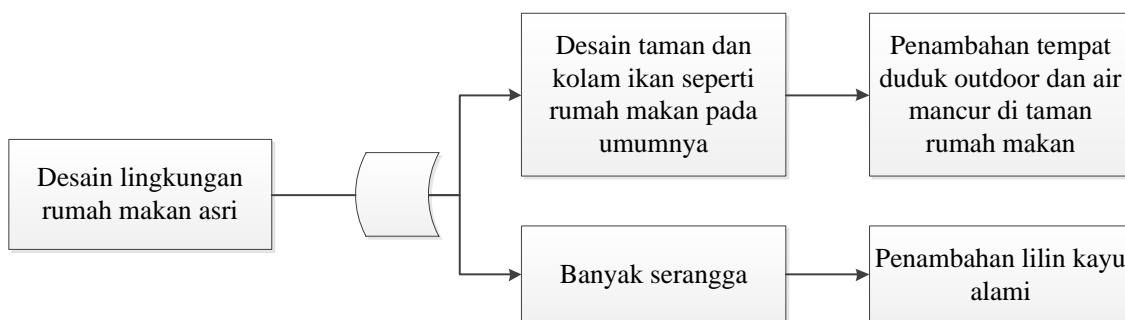 Desain lingkungan
rumah makan asri
Desain taman dan
kolam ikan seperti
rumah makan pada
umumnya
Penambahan tempat
duduk outdoor dan air
mancur di taman
rumah makan
Banyak serangga
Penambahan lilin kayu
alami